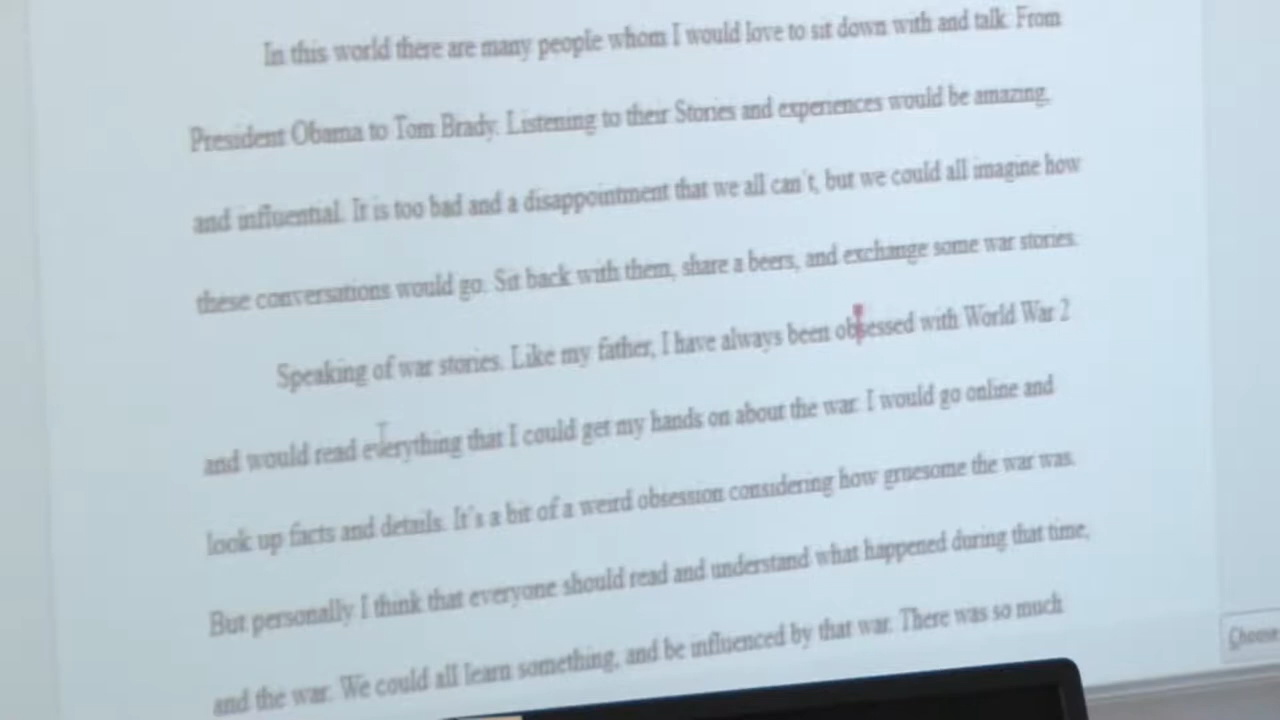 In this world there are many people whom I would love to sit down with and talk. From
President Obama to Tom Brady. Listening to their Stories and experiences would be amazing,
and influential. It is too bad and a disappointment that we all can't, but we could all imagine how
these conversations would go. Sit back with them, share a beers, and exchange some war stories.
Speaking of war stories. Like my father, I have always been obsessed with World War 2
and would read everything that I could get my hands on about the war. I would go online and
look up facts and details. It's a bit of a weird obsession considering how gruesome the war was.
But personally I think that everyone should read and understand what happened during that time,
and the war. We could all learn something, and be influenced by that war. There was so much
Choose